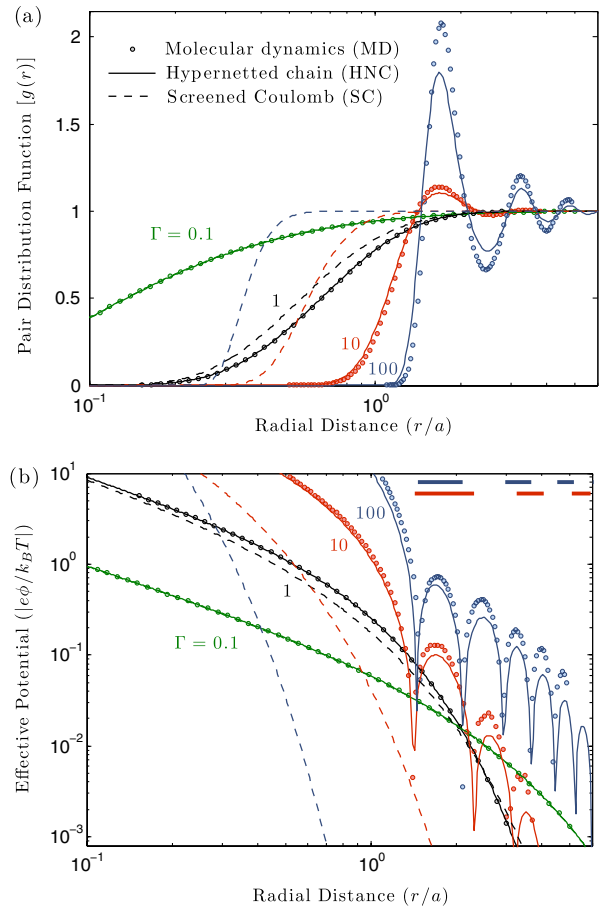 (a)
Pair Distribution Function [g(r)]
2
1.5
1
0.5
0
Molecular dynamics (MD)
Hypernetted chain (HNC)
Screened Coulomb (SC)
Γ = 0.1
1
10
100
10⁻¹
10⁰
Radial Distance (r/a)
(b)
Effective Potential (|eϕ/k_BT|)
10¹
10⁰
10⁻¹
10⁻²
10⁻³
100
10
1
Γ = 0.1
10⁻¹
10⁰
Radial Distance (r/a)